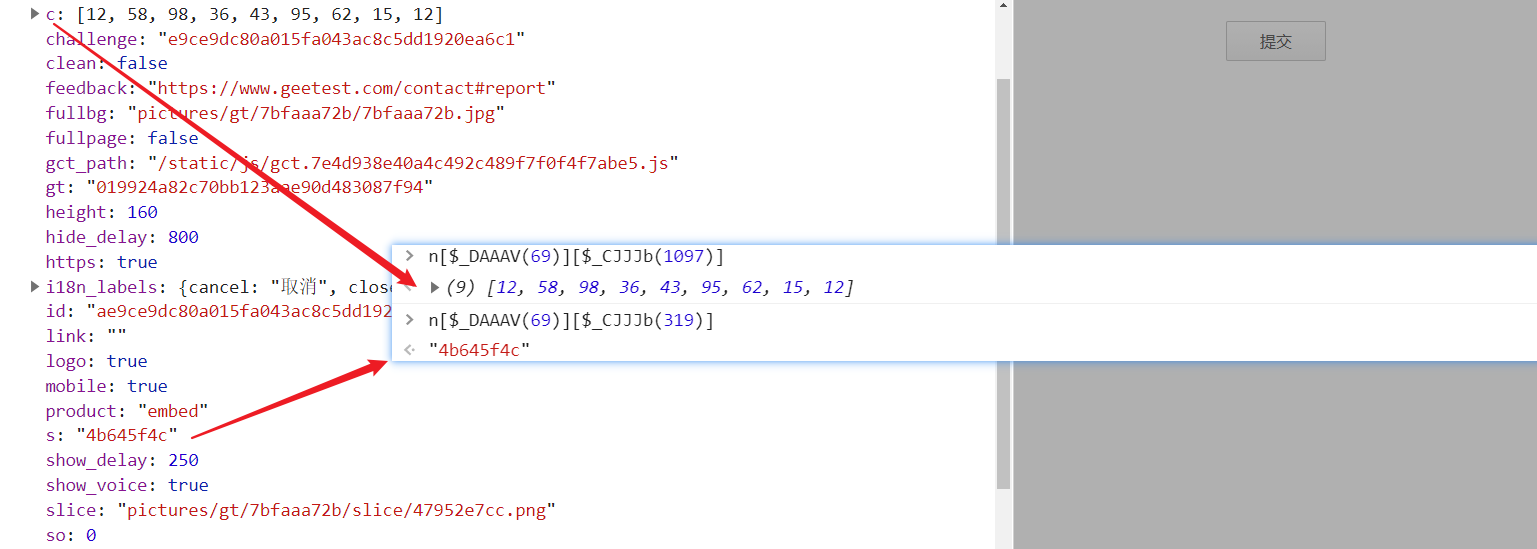 c: [12, 58, 98, 36, 43, 95, 62, 15, 12]
challenge: "e9ce9dc80a015fa043ac8c5dd1920ea6c1"
clean: false
feedback: "https://www.geetest.com/contact#report"
fullbg: "pictures/gt/7bfaaa72b/7bfaaa72b.jpg"
fullpage: false
gct_path: "/static/js/gct.7e4d938e40a4c492c489f7f0f4f7abe5.js"
gt: "019924a82c70bb123aae90d483087f94"
height: 160
hide_delay: 800
https: true
i18n_labels: {cancel: "取消", clos
id: "ae9ce9dc80a015fa043ac8c5dd192
link: ""
logo: true
mobile: true
product: "embed"
s: "4b645f4c"
show_delay: 250
show_voice: true
slice: "pictures/gt/7bfaaa72b/slice/47952e7cc.png"
so: 0
n[$_DAAAV(69)][$_CJJJb(1097)]
(9) [12, 58, 98, 36, 43, 95, 62, 15, 12]
n[$_DAAAV(69)][$_CJJJb(319)]
"4b645f4c"
提交